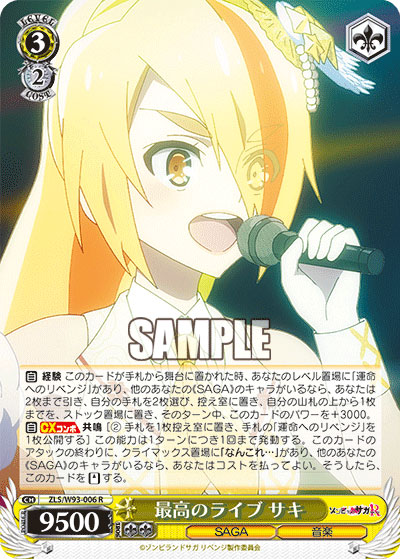 LEVEL
3
2
COST
SAMPLE
自 経験 このカードが手札から舞台に置かれた時、あなたのレベル置場に「運命
へのリベンジ」があり、他のあなたの《SAGA》のキャラがいるなら、あなたは
2枚まで引き、自分の手札を2枚選び、控え室に置き、自分の山札の上から1枚
までを、ストック置場に置き、そのターン中、このカードのパワーを+3000。
自 CXコンボ 共鳴 [② 手札を1枚控え室に置き、手札の「運命へのリベンジ」を
1枚公開する] この能力は1ターンにつき1回まで発動する。このカードの
アタックの終わりに、クライマックス置場に「なんこれ…」があり、他のあなたの
《SAGA》のキャラがいるなら、あなたはコストを払ってよい。そうしたら、
このカードを【スタンド】する。
CH
ZLS/W93-006 R
9500
最高のライブ サキ
ゾンビランドサガ R
SAGA
音楽
©ゾンビランドサガ リベンジ製作委員会